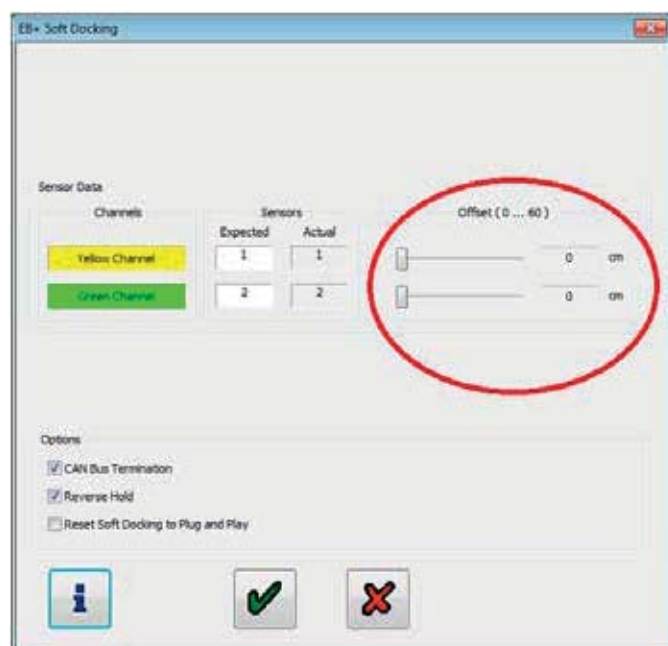 EB+ Soft Docking
Sensor Data
Channels Sensors Offset ( 0 ... 60 )
Expected Actual
Yellow Channel 1 1 0 cm
Green Channel 2 2 0 cm
Options
CAN Bus Termination
Reverse Hold
Reset Soft Docking to Plug and Play
i